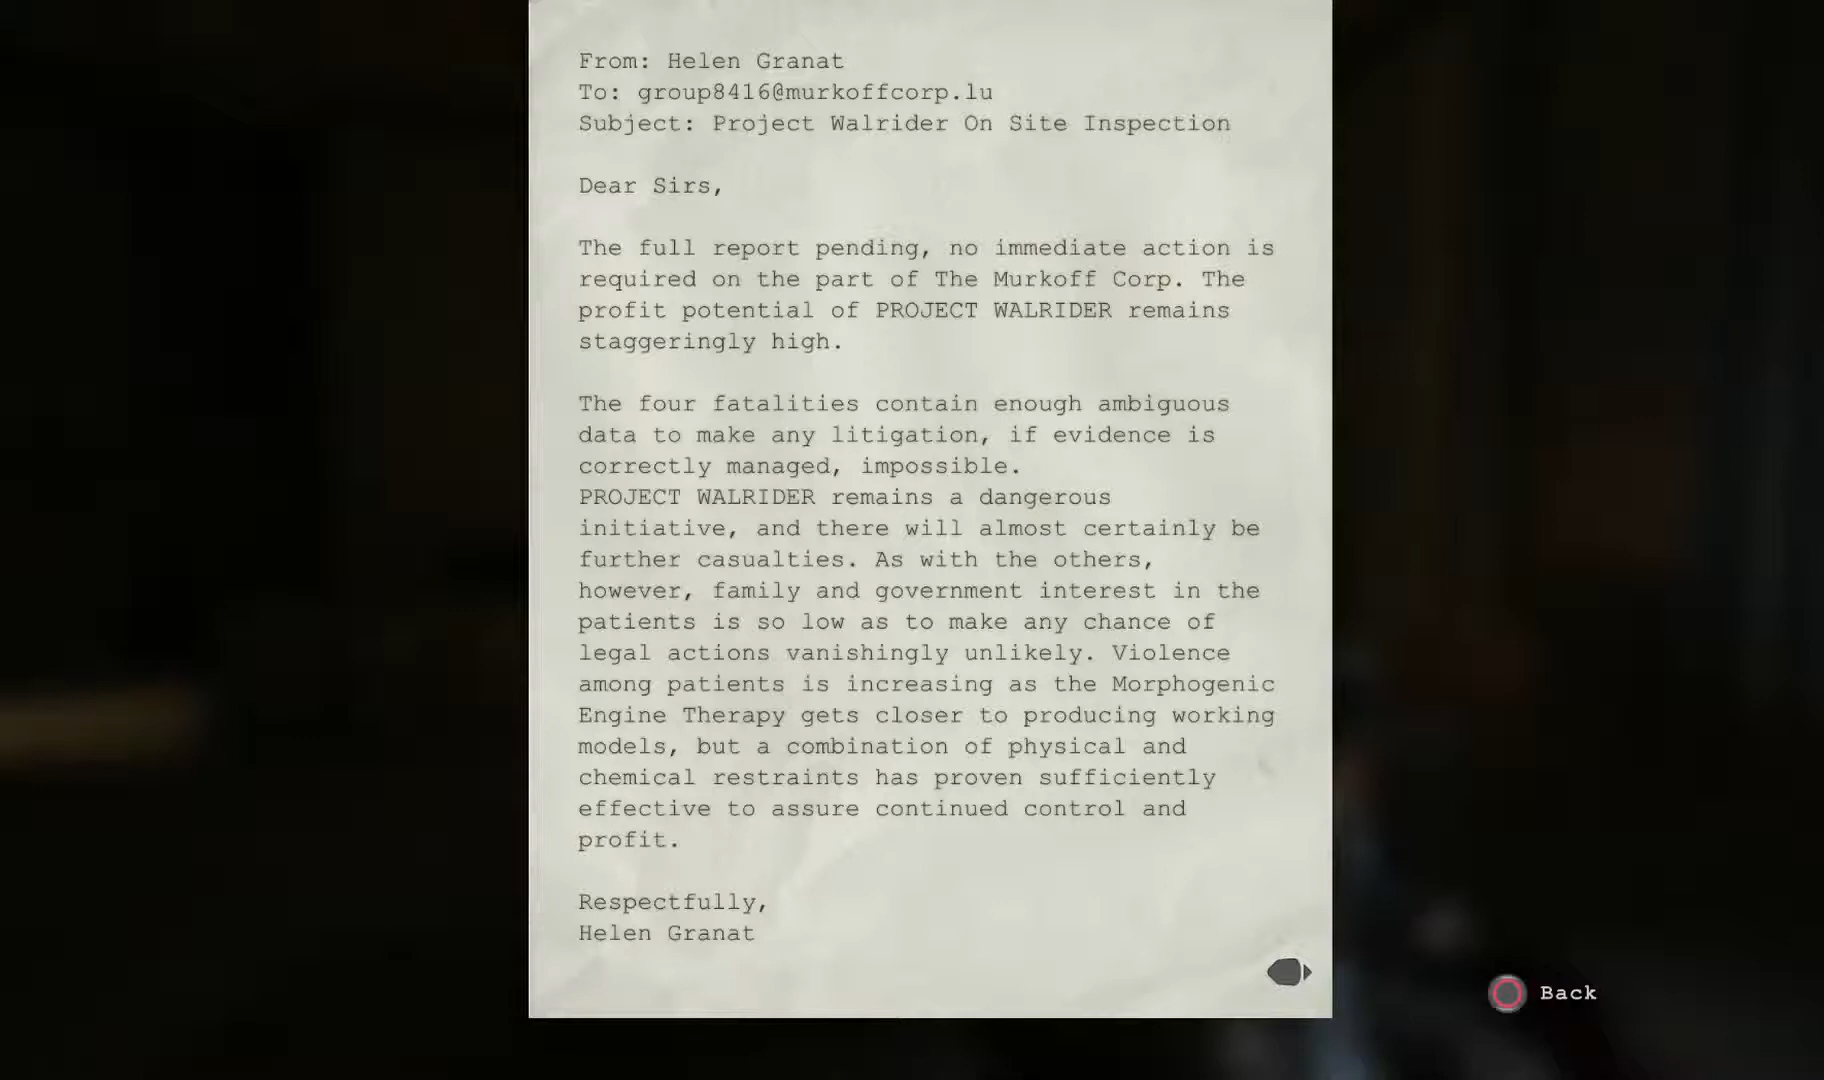 From: Helen Granat
To: group8416@murkoffcorp.lu
Subject: Project Walrider On Site Inspection
Dear Sirs,
The full report pending, no immediate action is
required on the part of The Murkoff Corp. The
profit potential of PROJECT WALRIDER remains
staggeringly high.
The four fatalities contain enough ambiguous
data to make any litigation, if evidence is
correctly managed, impossible.
PROJECT WALRIDER remains a dangerous
initiative, and there will almost certainly be
further casualties. As with the others,
however, family and government interest in the
patients is so low as to make any chance of
legal actions vanishingly unlikely. Violence
among patients is increasing as the Morphogenic
Engine Therapy gets closer to producing working
models, but a combination of physical and
chemical restraints has proven sufficiently
effective to assure continued control and
profit.
Respectfully,
Helen Granat
Back